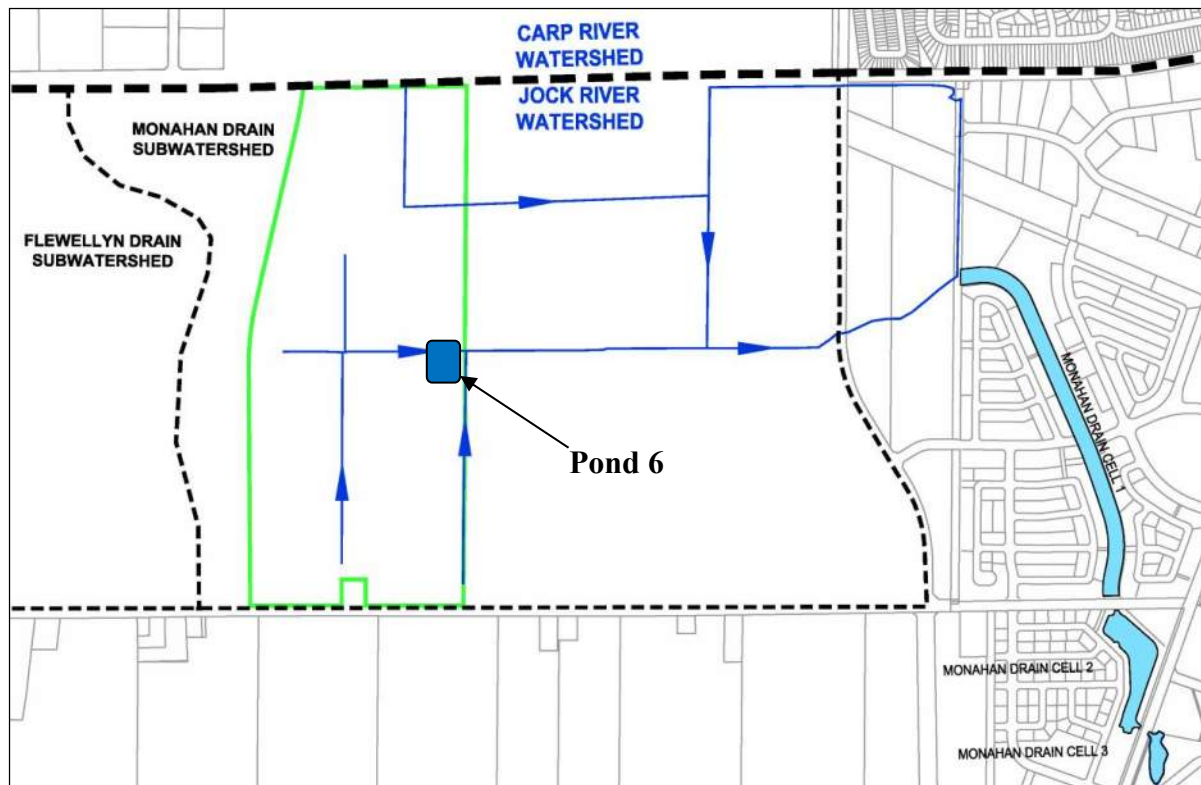 CARP RIVER
WATERSHED
JOCK RIVER
WATERSHED
MONAHAN DRAIN
SUBWATERSHED
FLEWELLYN DRAIN
SUBWATERSHED
MONAHAN DRAIN CELL 1
Pond 6
MONAHAN DRAIN CELL 2
MONAHAN DRAIN CELL 3